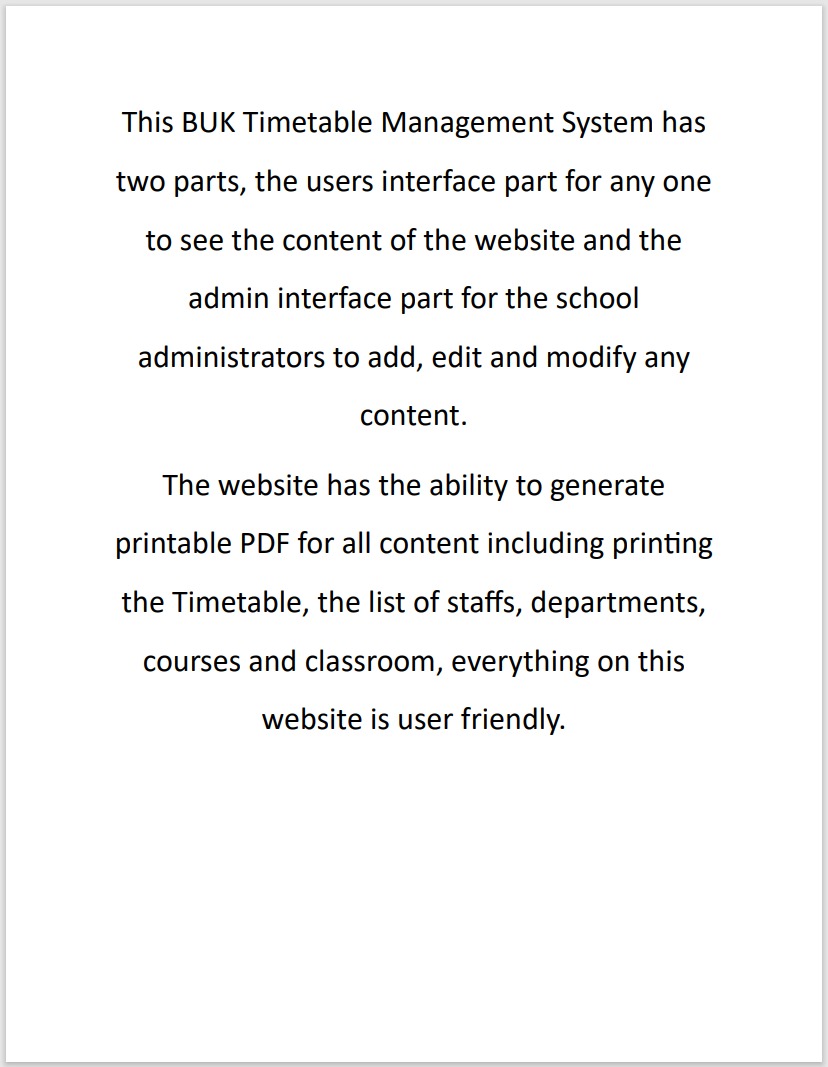 This BUK Timetable Management System has
two parts, the users interface part for any one
to see the content of the website and the
admin interface part for the school
administrators to add, edit and modify any
content.
The website has the ability to generate
printable PDF for all content including printing
the Timetable, the list of staffs, departments,
courses and classroom, everything on this
website is user friendly.